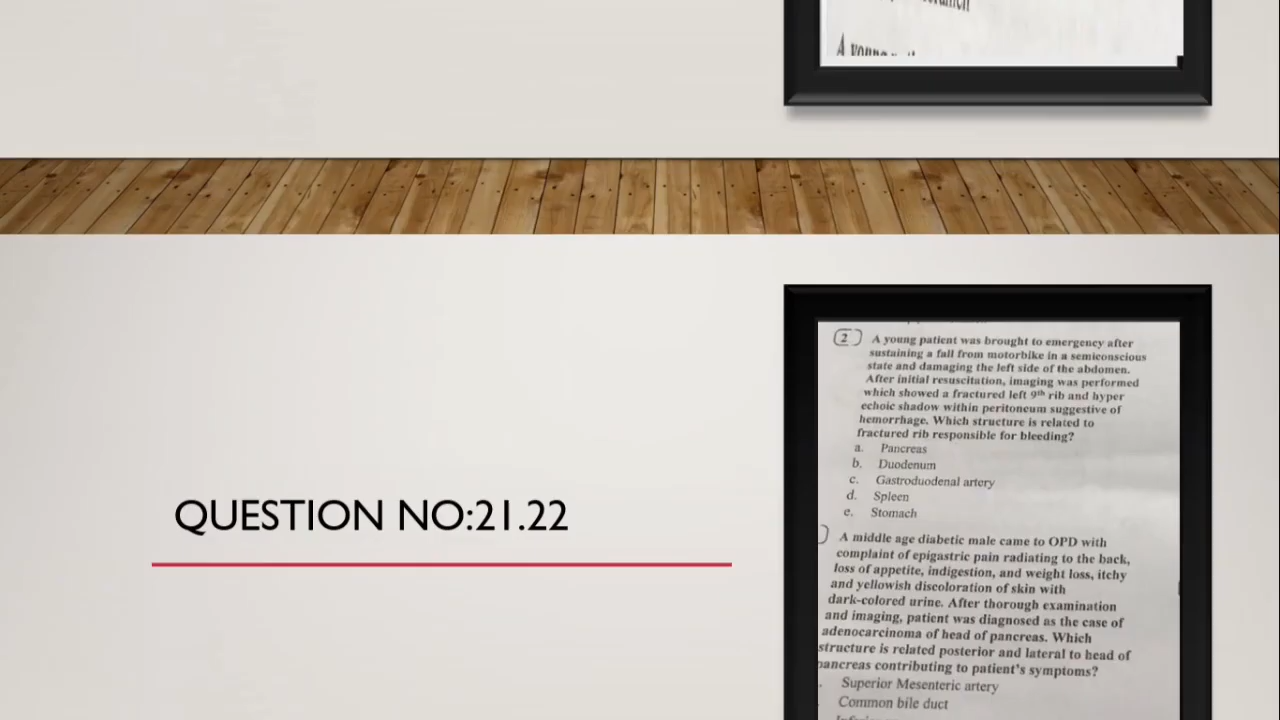 A young
QUESTION NO:21.22
2 A young patient was brought to emergency after
sustaining a fall from motorbike in a semiconscious
state and damaging the left side of the abdomen.
After initial resuscitation, imaging was performed
which showed a fractured left 9th rib and hyper
echoic shadow within peritoneum suggestive of
hemorrhage. Which structure is related to
fractured rib responsible for bleeding?
a. Pancreas
b. Duodenum
c. Gastroduodenal artery
d. Spleen
e. Stomach
A middle age diabetic male came to OPD with
complaint of epigastric pain radiating to the back,
loss of appetite, indigestion, and weight loss, itchy
and yellowish discoloration of skin with
dark-colored urine. After thorough examination
and imaging, patient was diagnosed as the case of
adenocarcinoma of head of pancreas. Which
structure is related posterior and lateral to head of
pancreas contributing to patient's symptoms?
Superior Mesenteric artery
Common bile duct